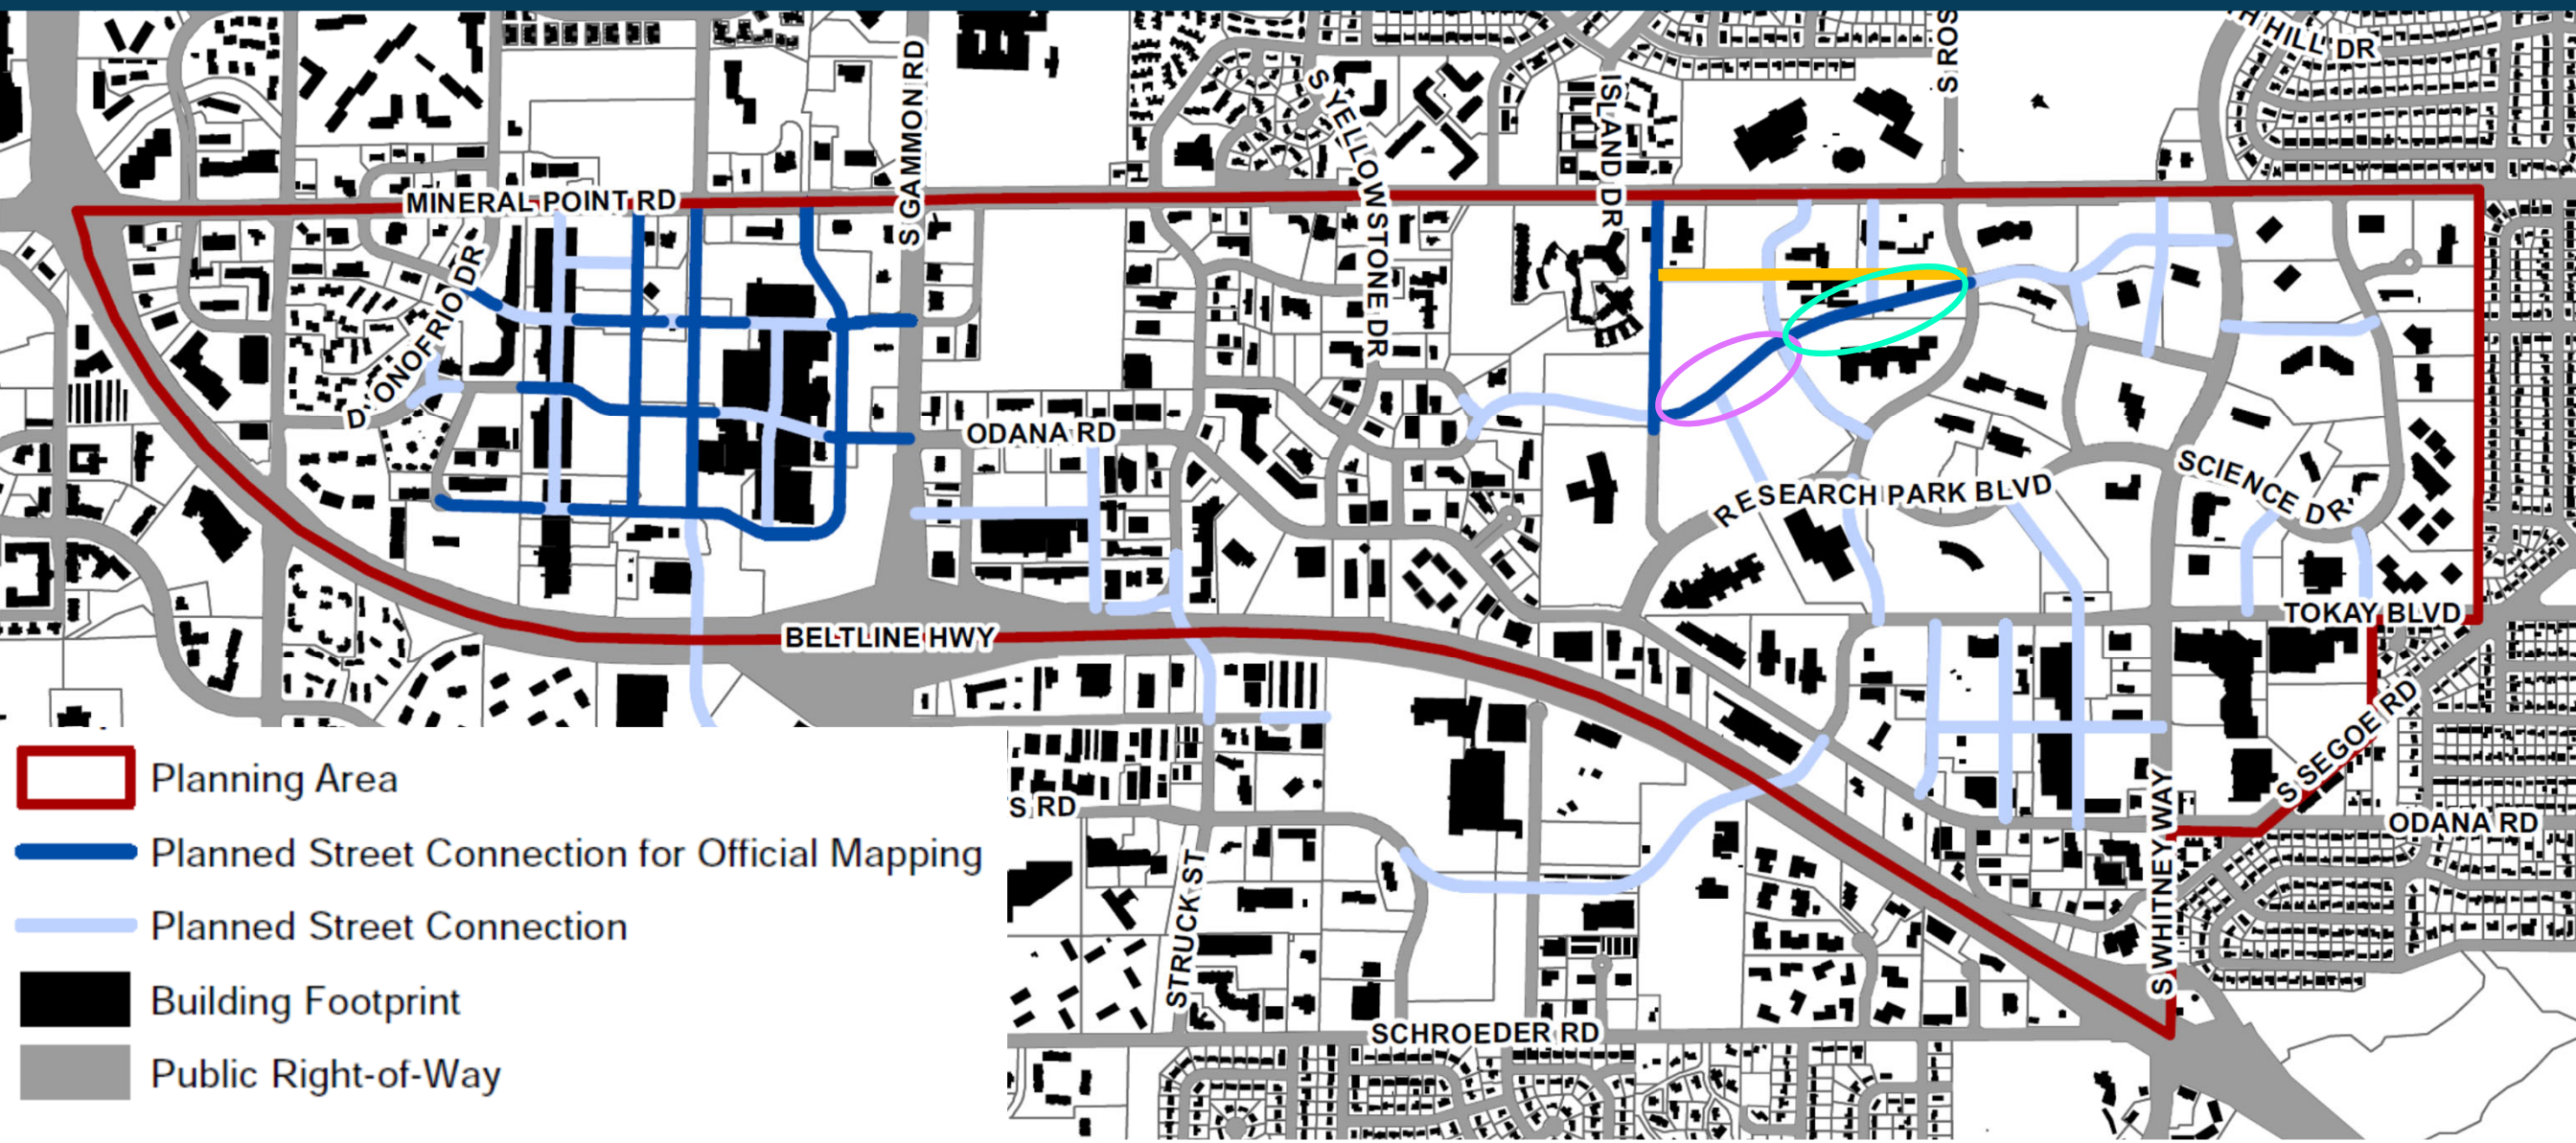 TH HILL DR
S ROS
S GAMMON RD
S YELLOWSTONE DR
ISLAND DR
MINERAL POINT RD
D'ONOFRIO DR
ODANA RD
RESEARCH PARK BLVD
SCIENCE DR
TOKAY BLVD
BELTLINE HWY
S SEGOE RD
S WHITNEY WAY
ODANA RD
S RD
STRUCK ST
SCHROEDER RD
Planning Area
Planned Street Connection for Official Mapping
Planned Street Connection
Building Footprint
Public Right-of-Way